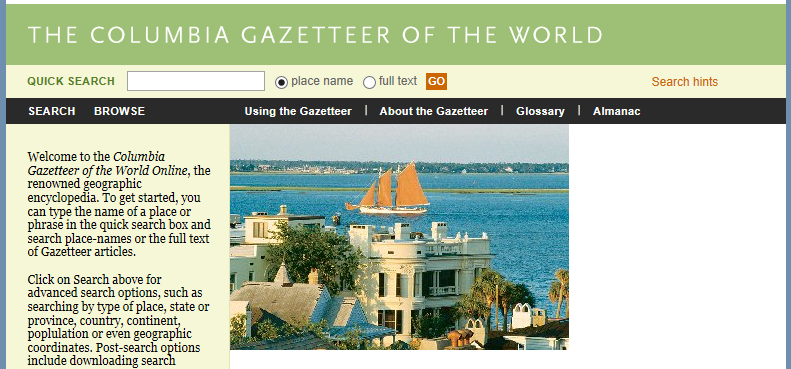 THE COLUMBIA GAZETTEER OF THE WORLD
QUICK SEARCH place name full text GO Search hints
SEARCH BROWSE Using the Gazetteer | About the Gazetteer | Glossary | Almanac
Welcome to the Columbia
Gazetteer of the World Online, the
renowned geographic
encyclopedia. To get started, you
can type the name of a place or
phrase in the quick search box and
search place-names or the full text
of Gazetteer articles.
Click on Search above for
advanced search options, such as
searching by type of place, state or
province, country, continent,
poplulation or even geographic
coordinates. Post-search options
include downloading search